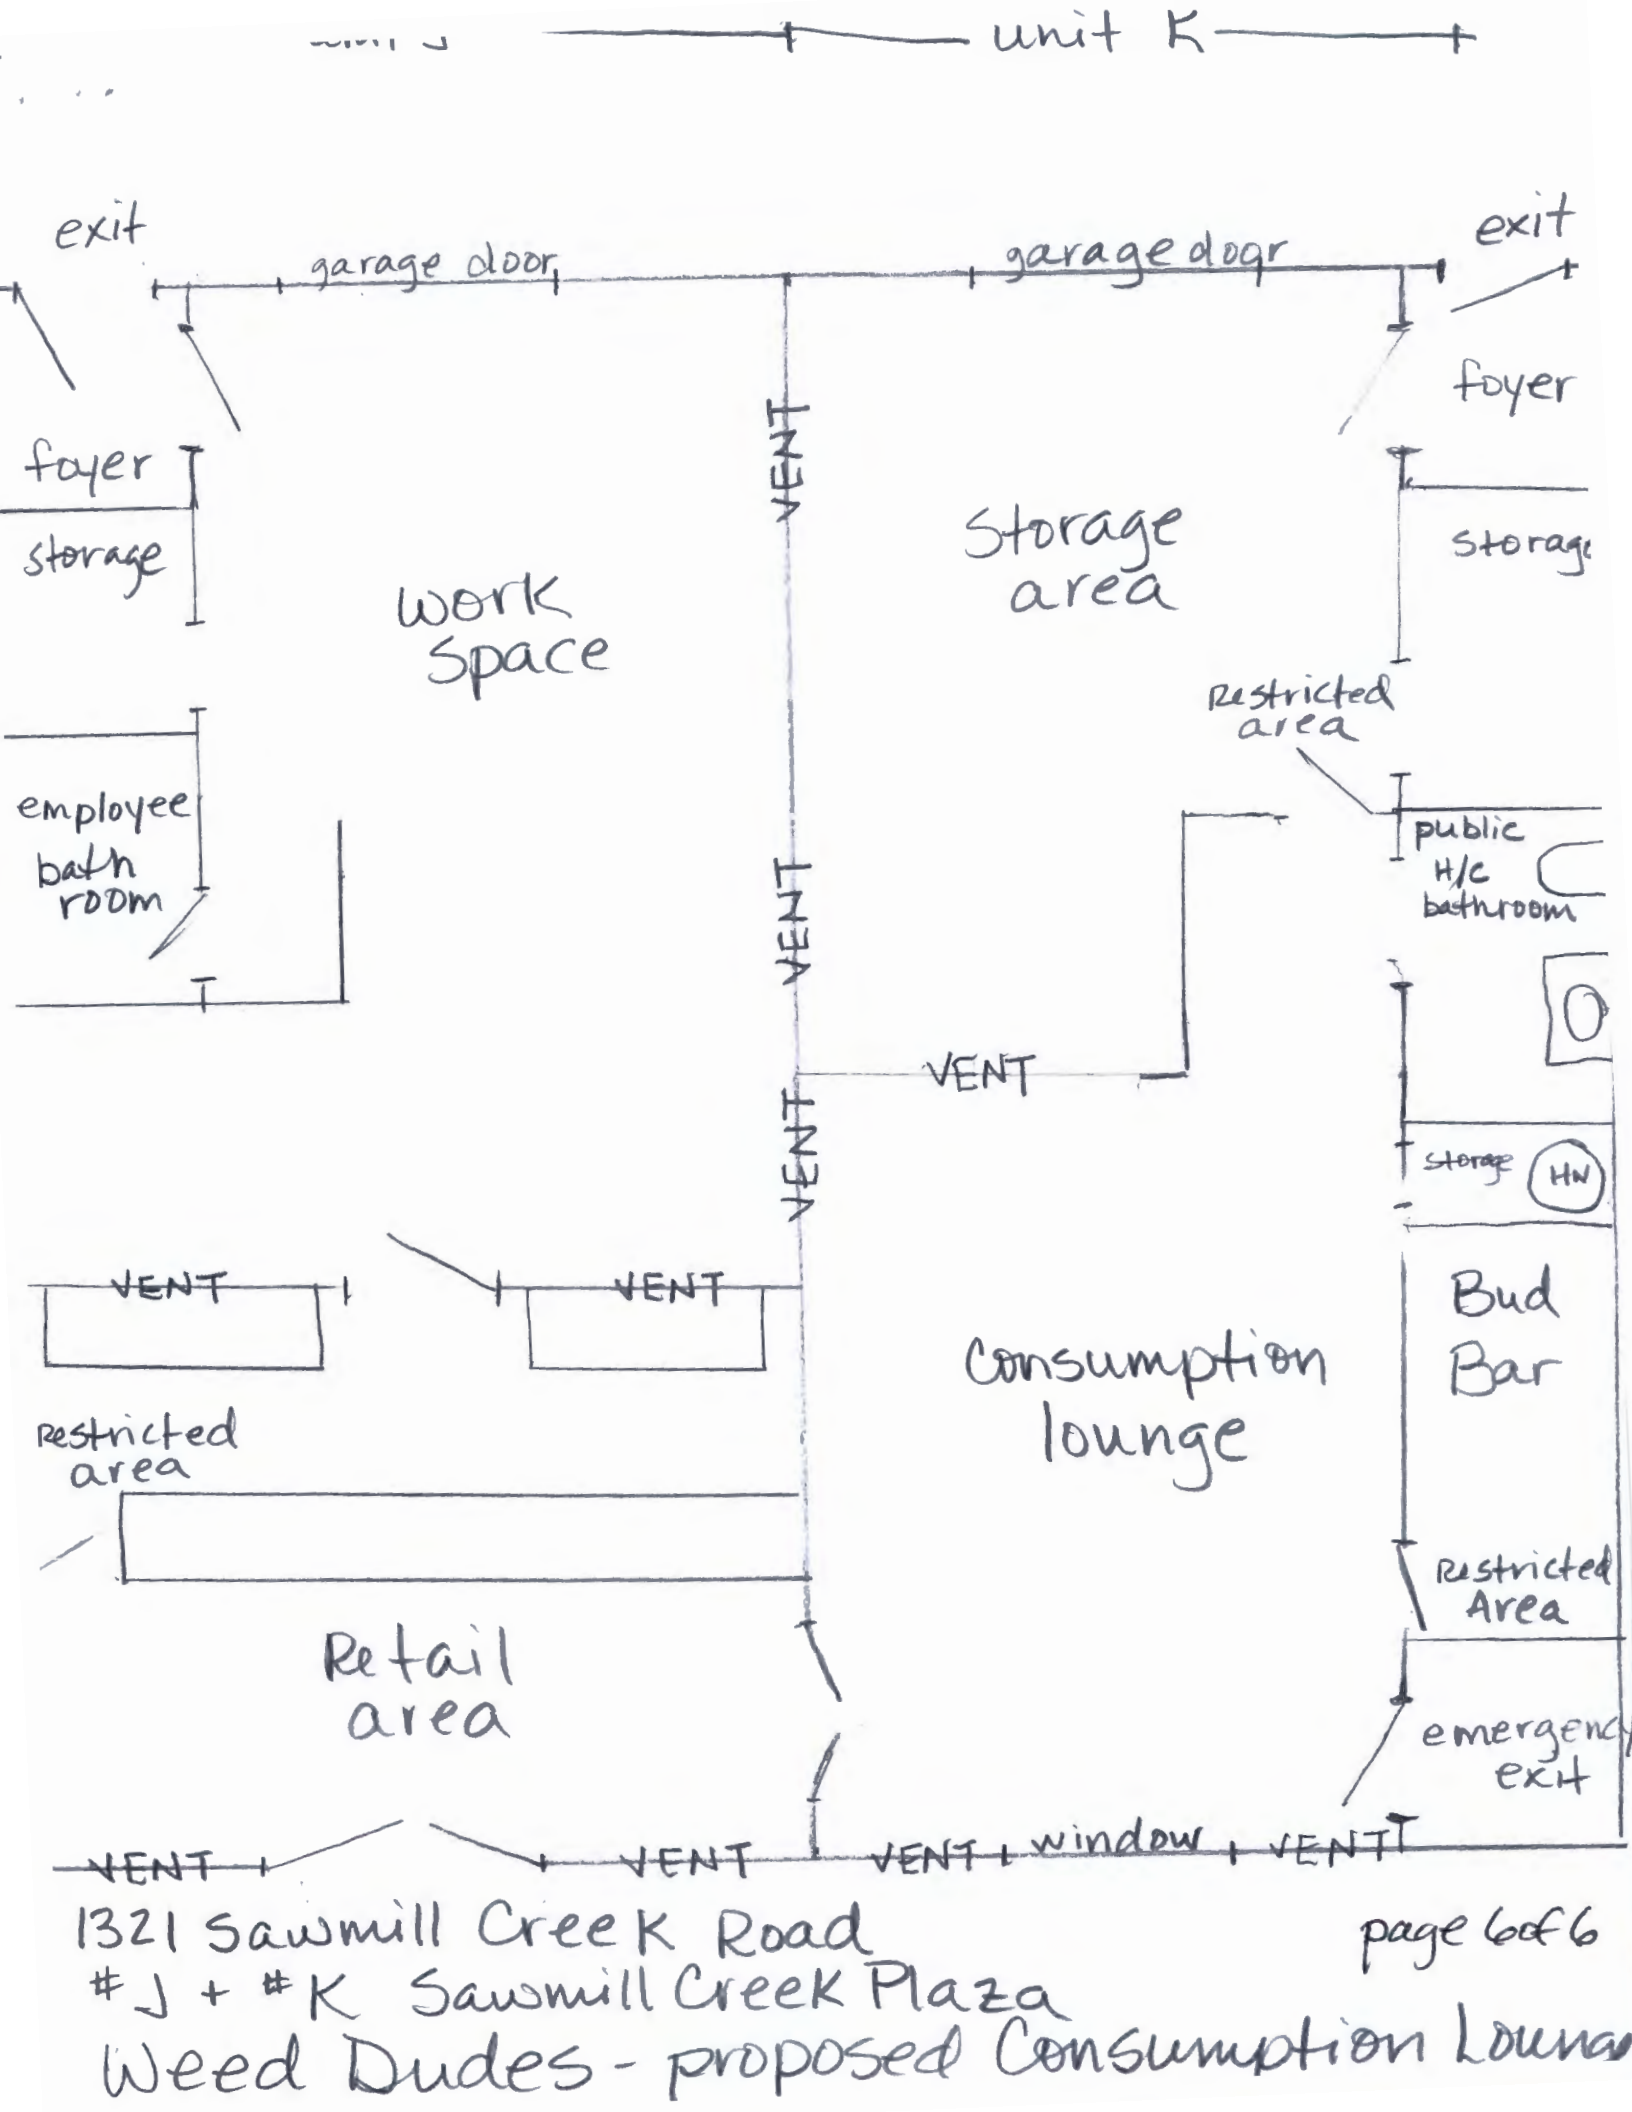 unit K
exit
exit
garage door
garage door
foyer
foyer
VENT
storage
Storage
area
work
space
Restricted
area
employee
bath
room
public
H/C
bathroom
VENT
VENT
VENT
storage
HW
VENT
VENT
Bud
Bar
Consumption
lounge
Restricted
area
Restricted
Area
Retail
area
emergency
exit
VENT
VENT
VENT
window
VENT
1321 Sawmill Creek Road
page 6 of 6
#J + #K Sawmill Creek Plaza
Weed Dudes - proposed Consumption